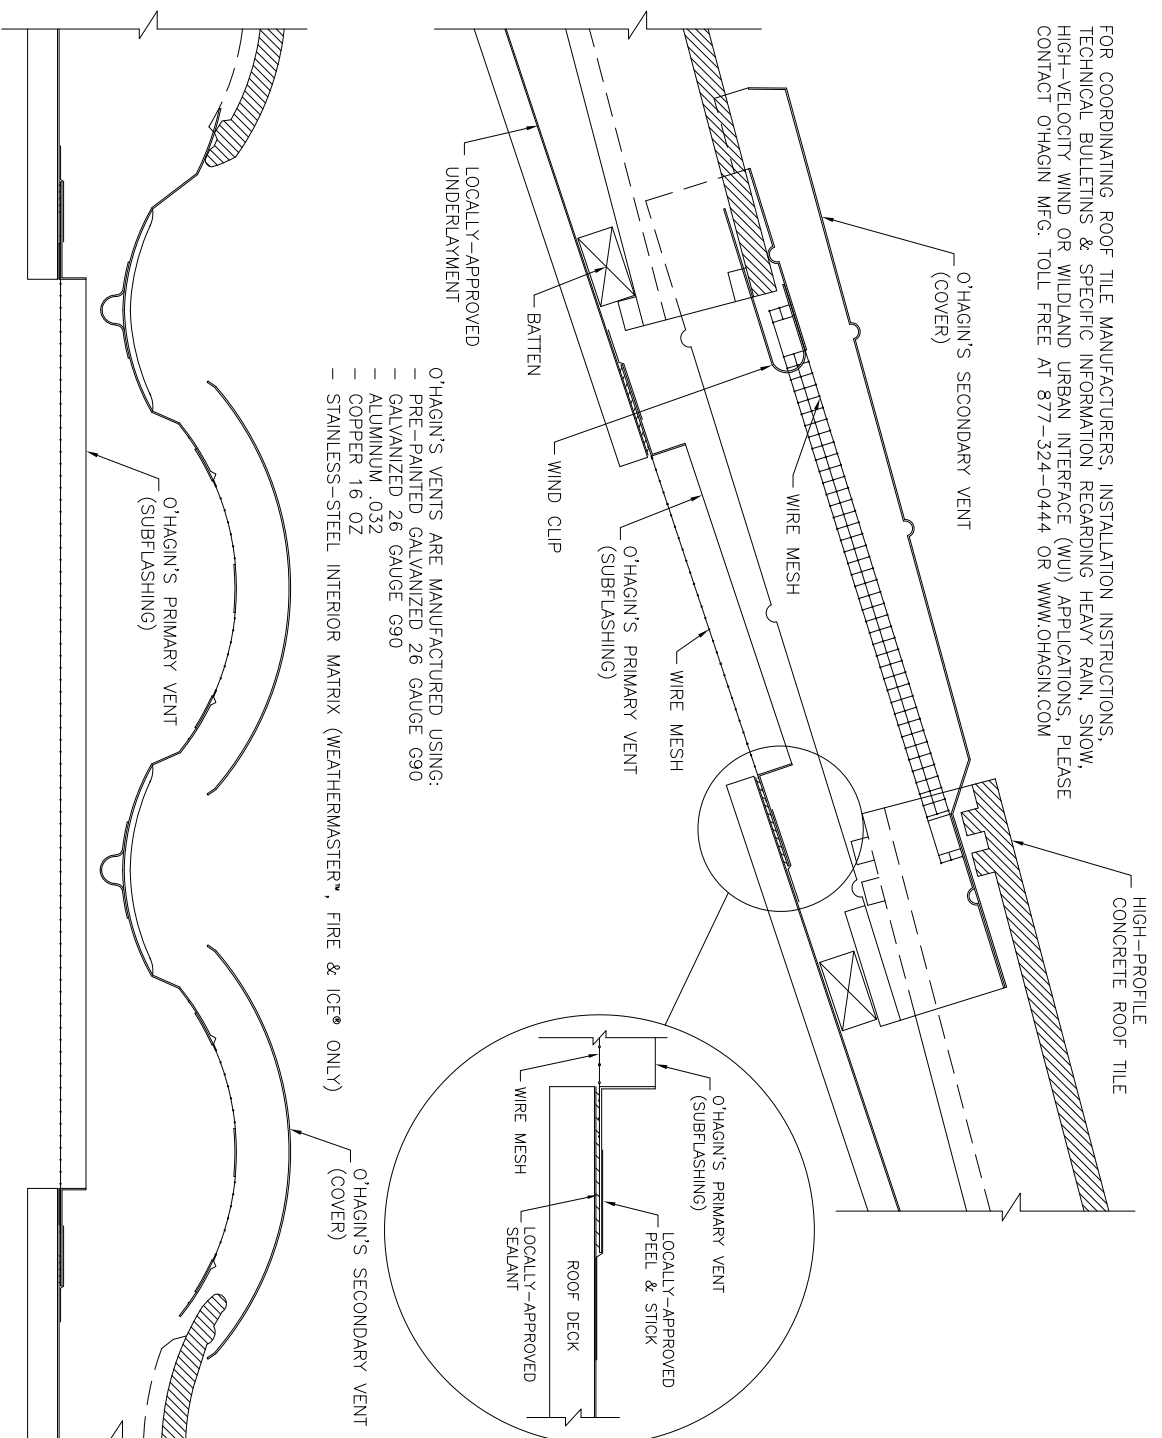 FOR COORDINATING ROOF TILE MANUFACTURERS, INSTALLATION INSTRUCTIONS,
TECHNICAL BULLETINS & SPECIFIC INFORMATION REGARDING HEAVY RAIN, SNOW,
HIGH-VELOCITY WIND OR WILDLAND URBAN INTERFACE (WUI) APPLICATIONS, PLEASE
CONTACT O'HAGIN MFG. TOLL FREE AT 877-324-0444 OR WWW.OHAGIN.COM
HIGH-PROFILE
CONCRETE ROOF TILE
O'HAGIN'S SECONDARY VENT
(COVER)
WIRE MESH
WIRE MESH
O'HAGIN'S PRIMARY VENT
(SUBFLASHING)
WIND CLIP
BATTEN
LOCALLY-APPROVED
UNDERLAYMENT
O'HAGIN'S PRIMARY VENT
(SUBFLASHING)
LOCALLY-APPROVED
PEEL & STICK
ROOF DECK
WIRE MESH
LOCALLY-APPROVED
SEALANT
O'HAGIN'S VENTS ARE MANUFACTURED USING:
- PRE-PAINTED GALVANIZED 26 GAUGE G90
- GALVANIZED 26 GAUGE G90
- ALUMINUM .032
- COPPER 16 OZ
- STAINLESS-STEEL INTERIOR MATRIX (WEATHERMASTER™, FIRE & ICE® ONLY)
O'HAGIN'S SECONDARY VENT
(COVER)
O'HAGIN'S PRIMARY VENT
(SUBFLASHING)